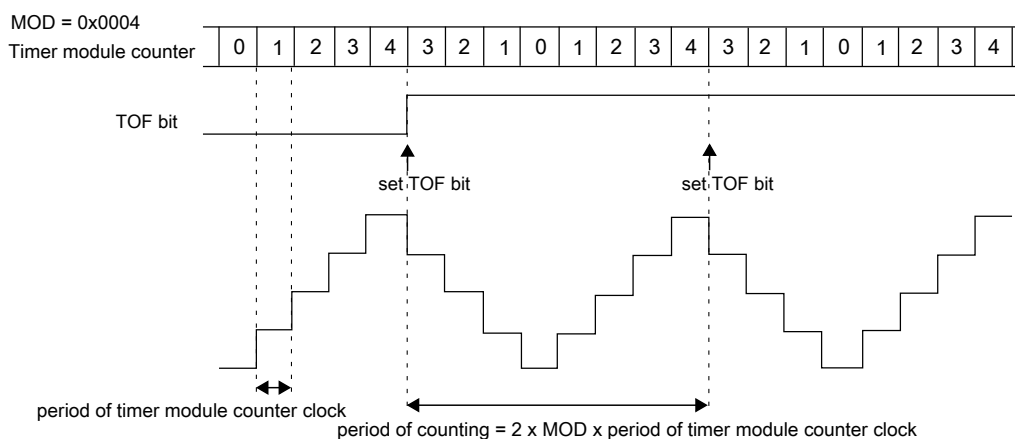 MOD = 0x0004
Timer module counter 0 1 2 3 4 3 2 1 0 1 2 3 4 3 2 1 0 1 2 3 4
TOF bit
set TOF bit set TOF bit
period of timer module counter clock
period of counting = 2 x MOD x period of timer module counter clock